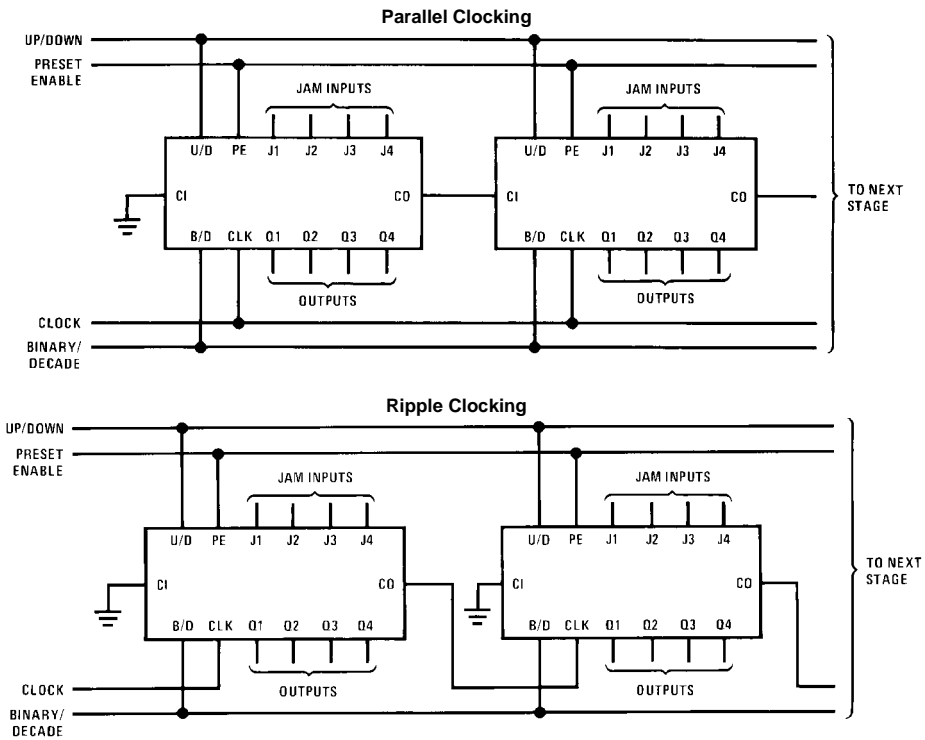 Parallel Clocking
UP/DOWN
PRESET
ENABLE
JAM INPUTS
JAM INPUTS
U/D PE J1 J2 J3 J4
U/D PE J1 J2 J3 J4
CI
CO
CI
CO
TO NEXT
STAGE
B/D CLK Q1 Q2 Q3 Q4
B/D CLK Q1 Q2 Q3 Q4
OUTPUTS
OUTPUTS
CLOCK
BINARY/
DECADE
Ripple Clocking
UP/DOWN
PRESET
ENABLE
JAM INPUTS
JAM INPUTS
U/D PE J1 J2 J3 J4
U/D PE J1 J2 J3 J4
CI
CO
CI
CO
TO NEXT
STAGE
B/D CLK Q1 Q2 Q3 Q4
B/D CLK Q1 Q2 Q3 Q4
OUTPUTS
OUTPUTS
CLOCK
BINARY/
DECADE